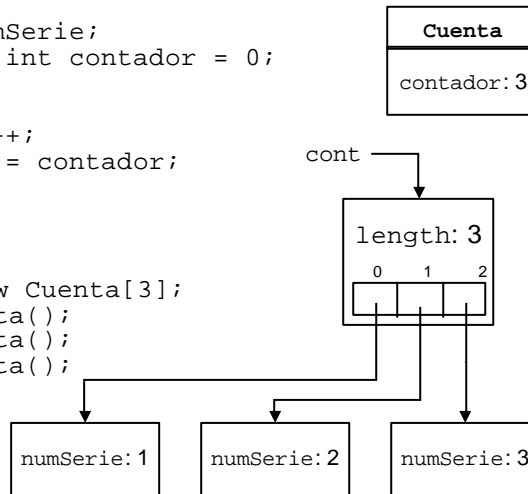 mSerie;
int contador = 0;
++;
= contador;
w Cuenta[3];
ta();
ta();
ta();
Cuenta
contador: 3
cont
length: 3
0 1 2
numSerie: 1
numSerie: 2
numSerie: 3